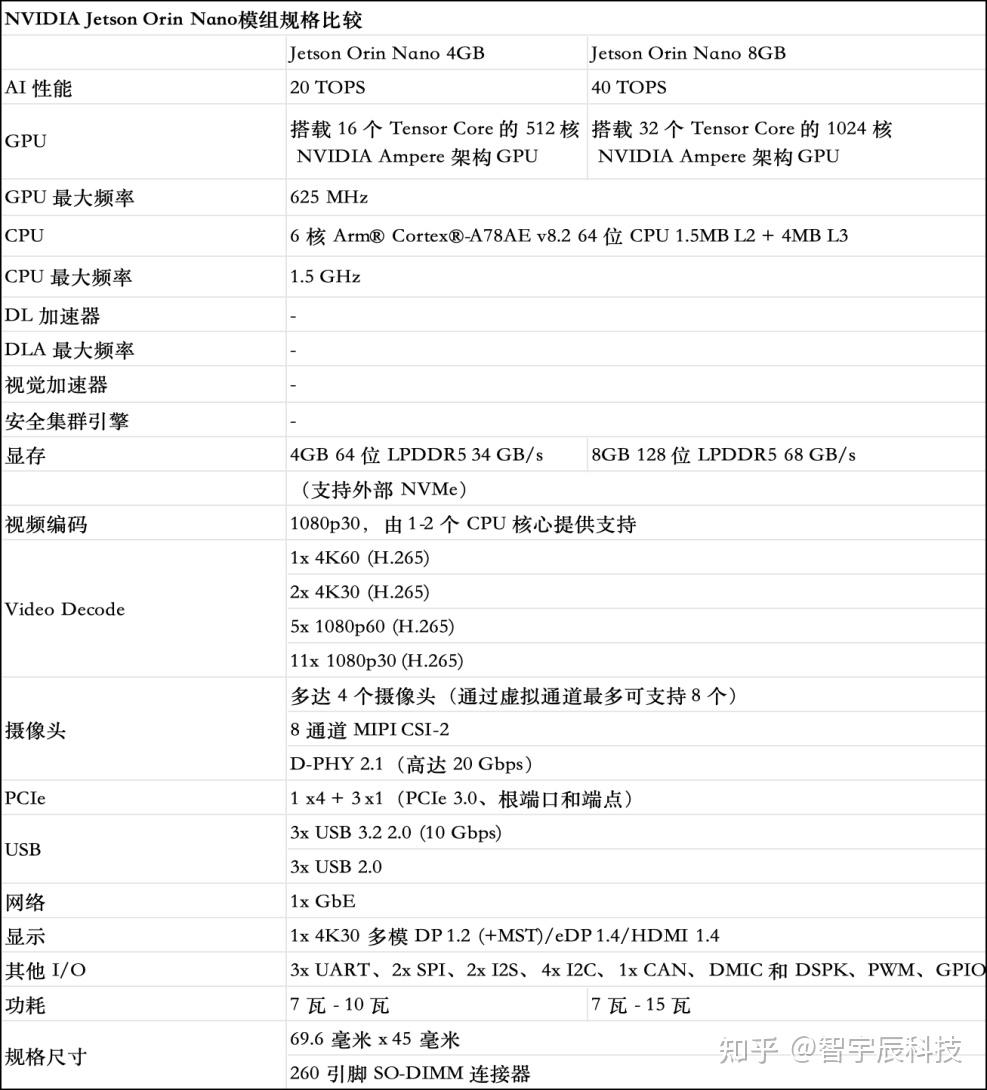 NVIDIA Jetson Orin Nano模组规格比较
Jetson Orin Nano 4GB Jetson Orin Nano 8GB
AI 性能 20 TOPS 40 TOPS
GPU 搭载 16 个 Tensor Core 的 512 核 NVIDIA Ampere 架构 GPU 搭载 32 个 Tensor Core 的 1024 核 NVIDIA Ampere 架构 GPU
GPU 最大频率 625 MHz
CPU 6 核 Arm® Cortex®-A78AE v8.2 64 位 CPU 1.5MB L2 + 4MB L3
CPU 最大频率 1.5 GHz
DL 加速器 -
DLA 最大频率 -
视觉加速器 -
安全集群引擎 -
显存 4GB 64 位 LPDDR5 34 GB/s 8GB 128 位 LPDDR5 68 GB/s
（支持外部 NVMe）
视频编码 1080p30，由 1-2 个 CPU 核心提供支持
Video Decode
1x 4K60 (H.265)
2x 4K30 (H.265)
5x 1080p60 (H.265)
11x 1080p30 (H.265)
摄像头
多达 4 个摄像头（通过虚拟通道最多可支持 8 个）
8 通道 MIPI CSI-2
D-PHY 2.1（高达 20 Gbps）
PCIe 1 x4 + 3 x1（PCIe 3.0、根端口和端点）
USB
3x USB 3.2 2.0 (10 Gbps)
3x USB 2.0
网络 1x GbE
显示 1x 4K30 多模 DP 1.2 (+MST)/eDP 1.4/HDMI 1.4
其他 I/O 3x UART、2x SPI、2x I2S、4x I2C、1x CAN、DMIC 和 DSPK、PWM、GPIO
功耗 7 瓦 - 10 瓦 7 瓦 - 15 瓦
规格尺寸
69.6 毫米 x 45 毫米
260 引脚 SO-DIMM 连接器
知乎 @智宇辰科技